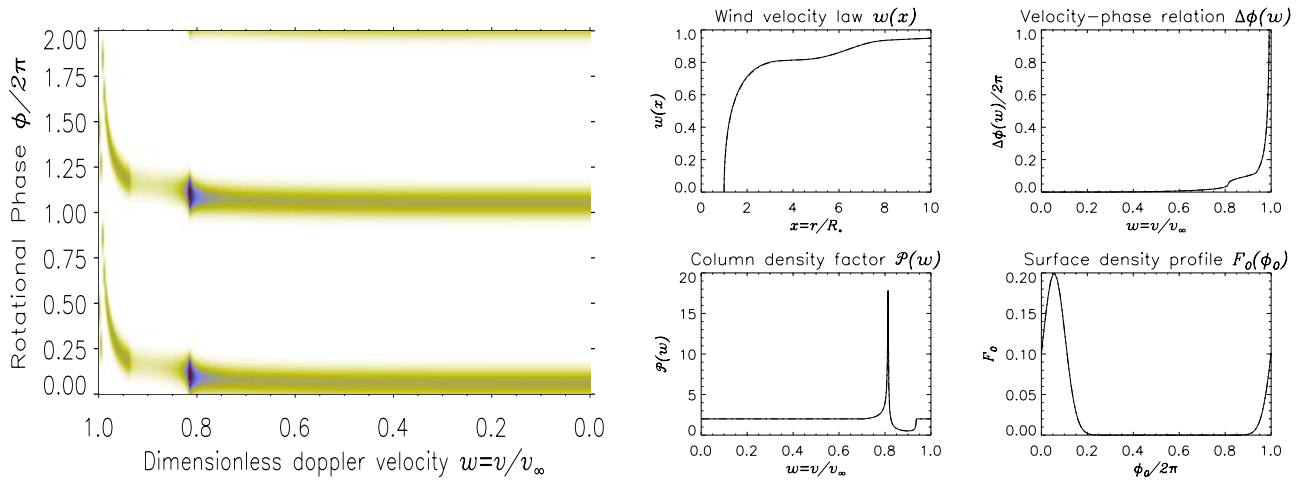 Rotational Phase ϕ/2π
2.00
1.75
1.50
1.25
1.00
0.75
0.50
0.25
0.00
1.0 0.8 0.6 0.4 0.2 0.0
Dimensionless doppler velocity w=v/v∞
Wind velocity law w(x)
w(x)
1.0
0.8
0.6
0.4
0.2
0.0
0 2 4 6 8 10
x=r/R*
Velocity–phase relation Δϕ(w)
Δϕ(w)/2π
1.0
0.8
0.6
0.4
0.2
0.0
0.0 0.2 0.4 0.6 0.8 1.0
w=v/v∞
Column density factor 𝒫(w)
𝒫(w)
20
15
10
5
0
0.0 0.2 0.4 0.6 0.8 1.0
w=v/v∞
Surface density profile F₀(ϕ₀)
F₀
0.20
0.15
0.10
0.05
0.00
0.0 0.2 0.4 0.6 0.8 1.0
ϕ₀/2π